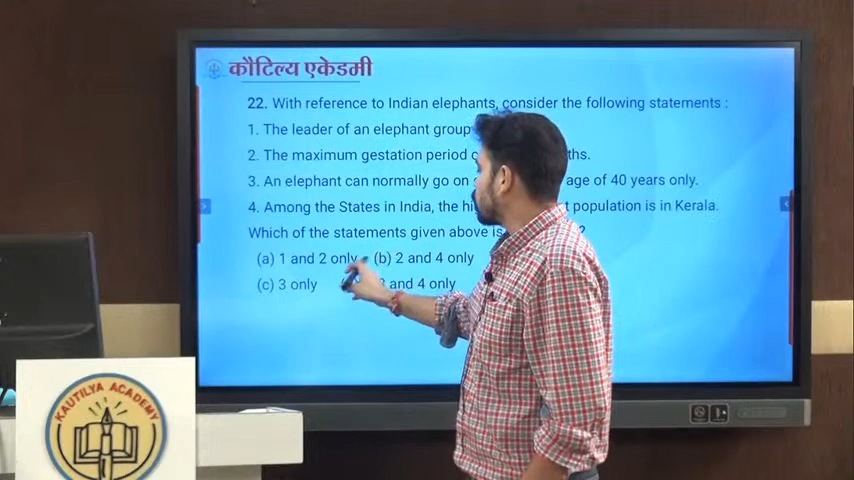 कौटिल्य एकेडमी
22. With reference to Indian elephants, consider the following statements :
1. The leader of an elephant group
2. The maximum gestation period
3. An elephant can normally go on age of 40 years only.
4. Among the States in India, the population is in Kerala.
Which of the statements given above is
(a) 1 and 2 only (b) 2 and 4 only
(c) 3 only and 4 only
KAUTILYA ACADEMY